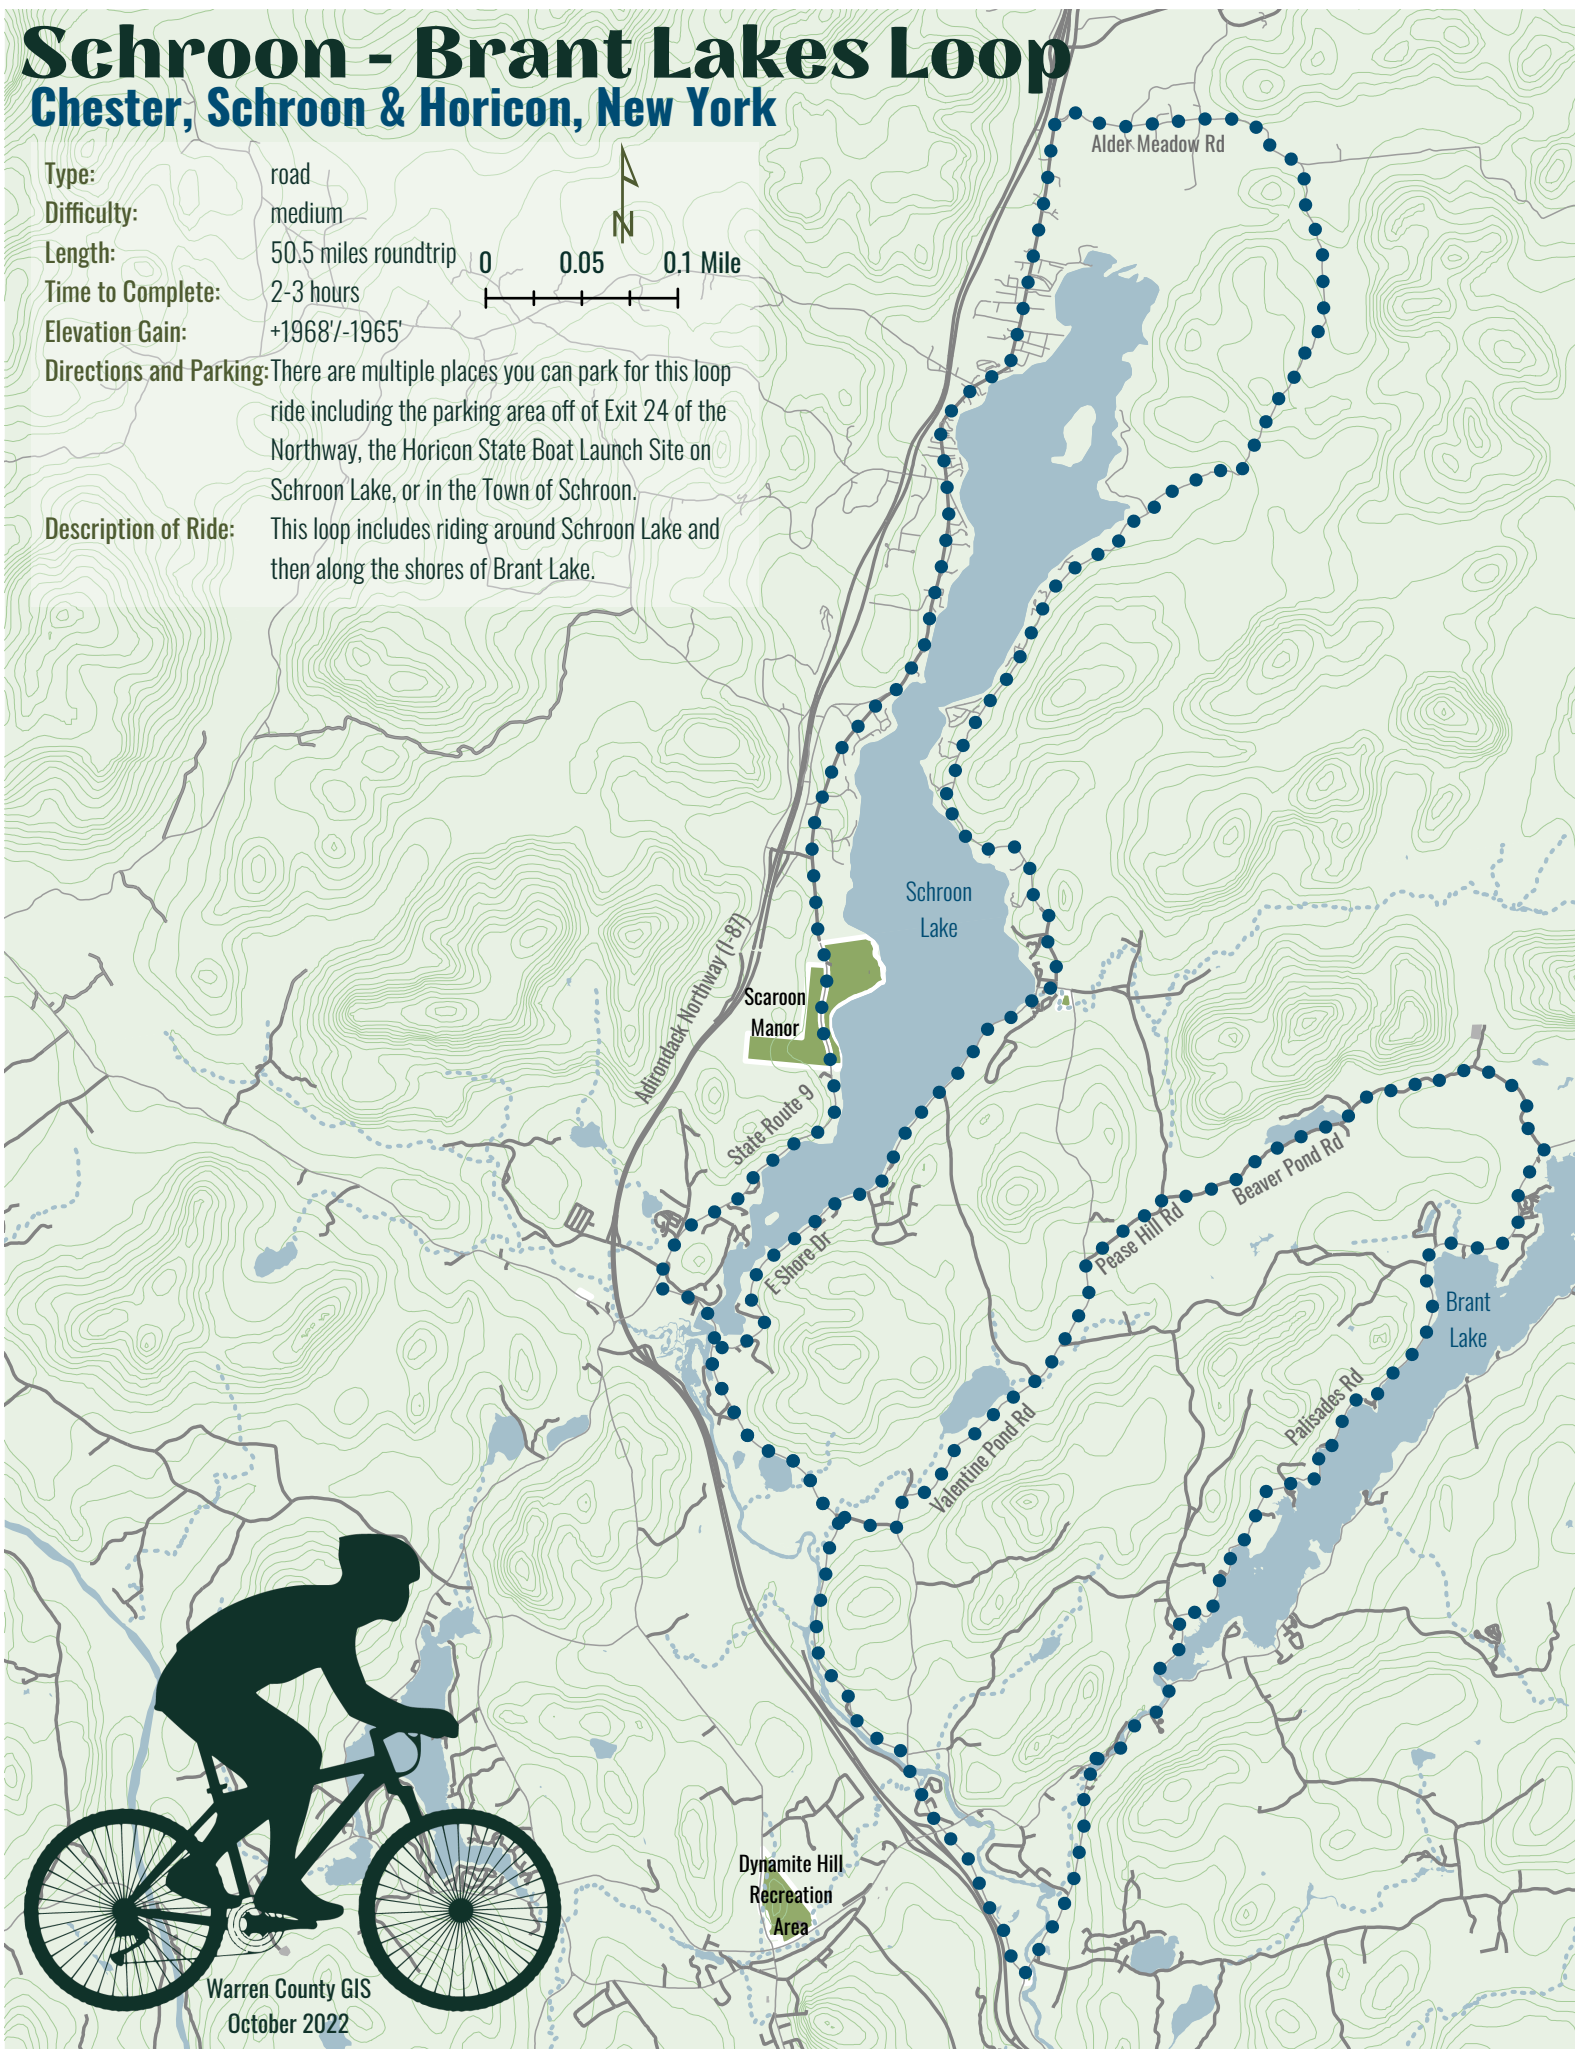 Schroon - Brant Lakes Loop
Chester, Schroon & Horicon, New York
Type: road
Difficulty: medium
Length: 50.5 miles roundtrip
Time to Complete: 2-3 hours
Elevation Gain: +1968'/-1965'
Directions and Parking: There are multiple places you can park for this loop
ride including the parking area off of Exit 24 of the
Northway, the Horicon State Boat Launch Site on
Schroon Lake, or in the Town of Schroon.
Description of Ride: This loop includes riding around Schroon Lake and
then along the shores of Brant Lake.
N
0 0.05 0.1 Mile
Alder Meadow Rd
Schroon
Lake
Adirondack Northway (I-87)
Scaroon
Manor
State Route 9
E Shore Dr
Beaver Pond Rd
Pease Hill Rd
Brant
Lake
Palisades Rd
Valentine Pond Rd
Dynamite Hill
Recreation
Area
Warren County GIS
October 2022